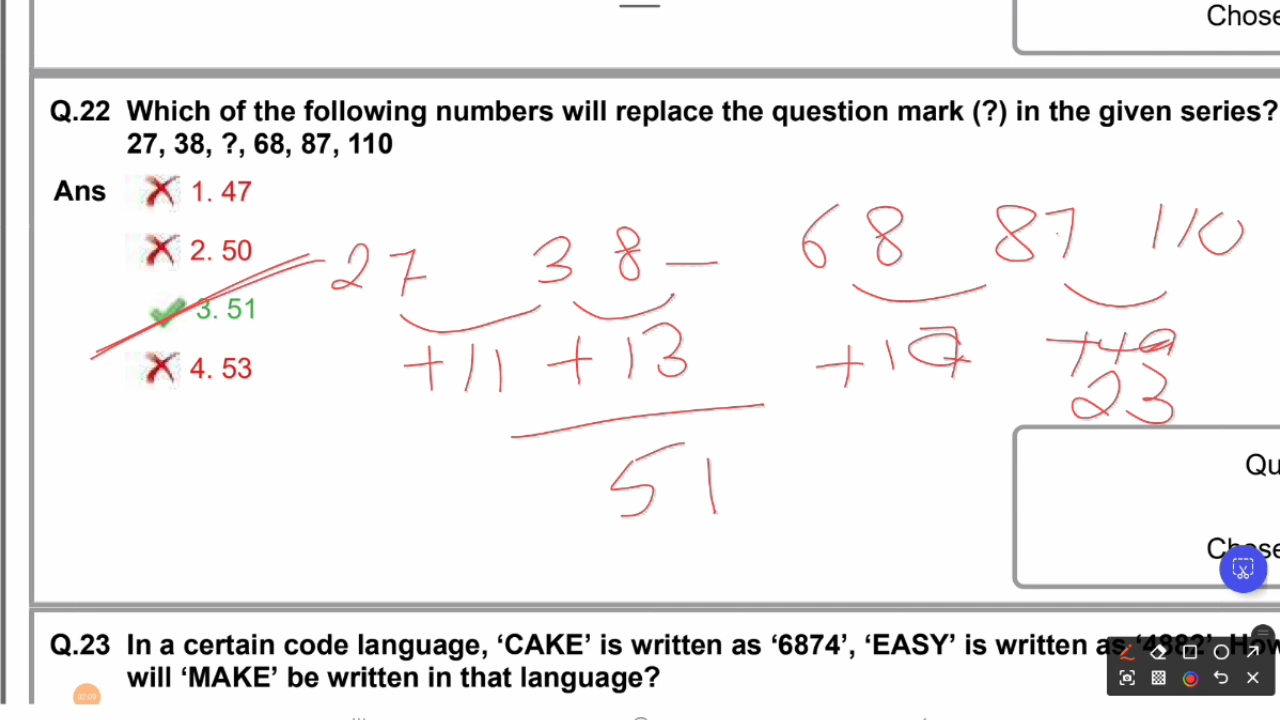 Chose
Q.22 Which of the following numbers will replace the question mark (?) in the given series?
27, 38, ?, 68, 87, 110
Ans 1. 47
2. 50
3. 51
4. 53
27 38 _ 68 87 110
+11 +13 +17
23
51
Qu
Chose
Q.23 In a certain code language, ‘CAKE’ is written as ‘6874’, ‘EASY’ is written as ‘4882’. How
will ‘MAKE’ be written in that language?